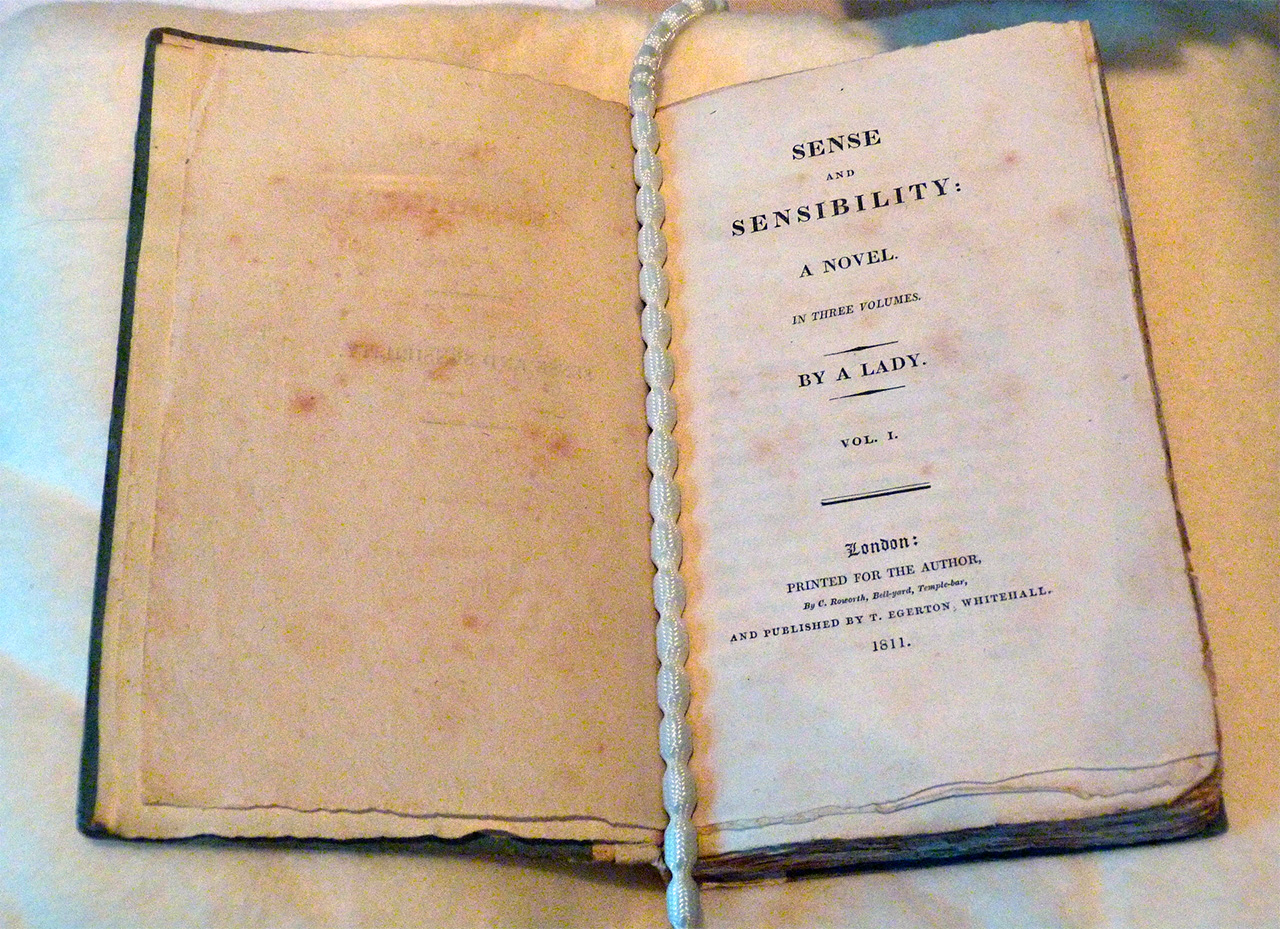 SENSE
AND
SENSIBILITY:
A NOVEL.
IN THREE VOLUMES.
BY A LADY.
VOL. I.
London:
PRINTED FOR THE AUTHOR,
By C. Roworth, Bell-yard, Temple-bar,
AND PUBLISHED BY T. EGERTON, WHITEHALL.
1811.